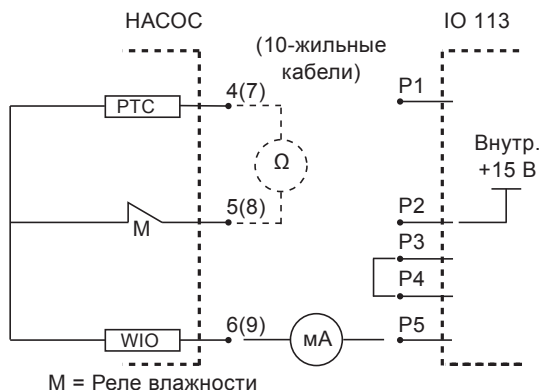 НАСОС
IO 113
(10-жильные
кабели)
PTC
4(7)
P1
Ω
Внутр.
+15 В
M
5(8)
P2
P3
P4
WIO
6(9)
мА
P5
М = Реле влажности